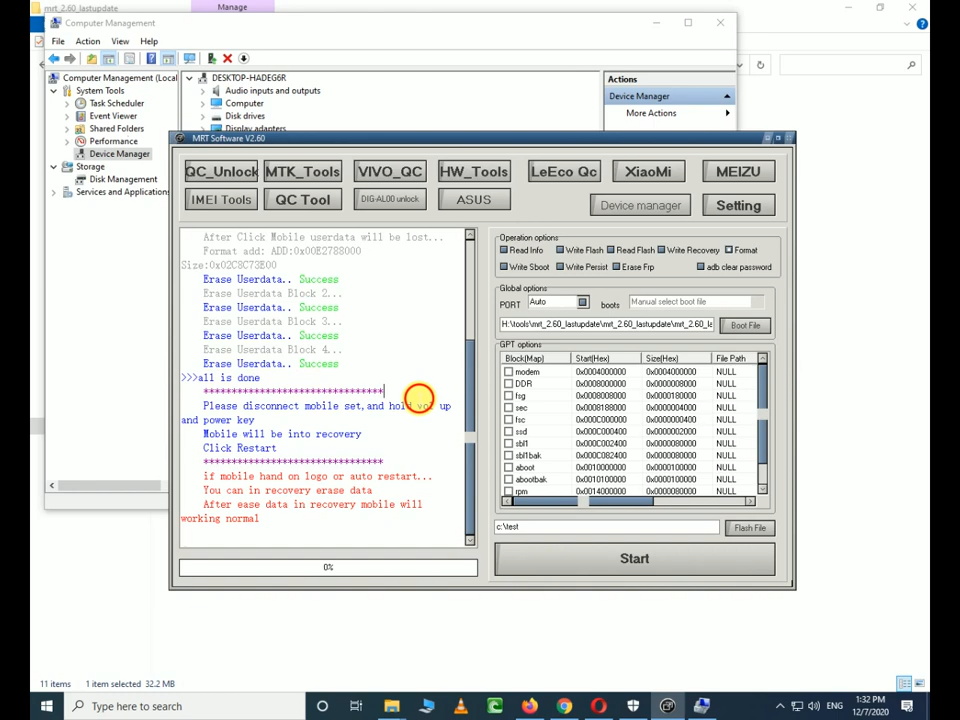 mrt_2.60_lastupdate
Manage
Computer Management
File Action View Help
Computer Management (Local
System Tools
Task Scheduler
Event Viewer
Shared Folders
Performance
Device Manager
Storage
Disk Management
Services and Applications
DESKTOP-HADEG6R
Audio inputs and outputs
Computer
Disk drives
Display adapters
Actions
Device Manager
More Actions
MRT Software V2.60
QC_Unlock MTK_Tools VIVO_QC HW_Tools LeEco Qc XiaoMi MEIZU
IMEI Tools QC Tool DIG-AL00 unlock ASUS Device manager Setting
After Click Mobile userdata will be lost...
Format add: ADD:0x00E2788000
Size:0x02C8C73E00
Erase Userdata.. Success
Erase Userdata Block 2...
Erase Userdata.. Success
Erase Userdata Block 3...
Erase Userdata.. Success
Erase Userdata Block 4...
Erase Userdata.. Success
>>>all is done
********************************
Please disconnect mobile set,and hold vol up
and power key
Mobile will be into recovery
Click Restart
********************************
if mobile hand on logo or auto restart...
You can in recovery erase data
After ease data in recovery mobile will
working normal
0%
Operation options
Read Info Write Flash Read Flash Write Recovery Format
Write Sboot Write Persist Erase Frp adb clear password
Global options
PORT Auto boots Manual select boot file
H:\tools\mrt_2.60_lastupdate\mrt_2.60_lastupdate\mrt_2.60_la
Boot File
GPT options
Block(Map) Start(Hex) Size(Hex) File Path
modem 0x0004000000 0x0004000000 NULL
DDR 0x0008000000 0x0000008000 NULL
fsg 0x0008008000 0x0000180000 NULL
sec 0x0008188000 0x0000004000 NULL
fsc 0x000C000000 0x0000000400 NULL
ssd 0x000C000400 0x0000002000 NULL
sbl1 0x000C002400 0x0000080000 NULL
sbl1bak 0x000C082400 0x0000080000 NULL
aboot 0x0010000000 0x0000100000 NULL
abootbak 0x0010100000 0x0000100000 NULL
rpm 0x0014000000 0x0000080000 NULL
c:\test
Flash File
Start
11 items 1 item selected 32.2 MB
Type here to search
ENG
1:32 PM
12/7/2020